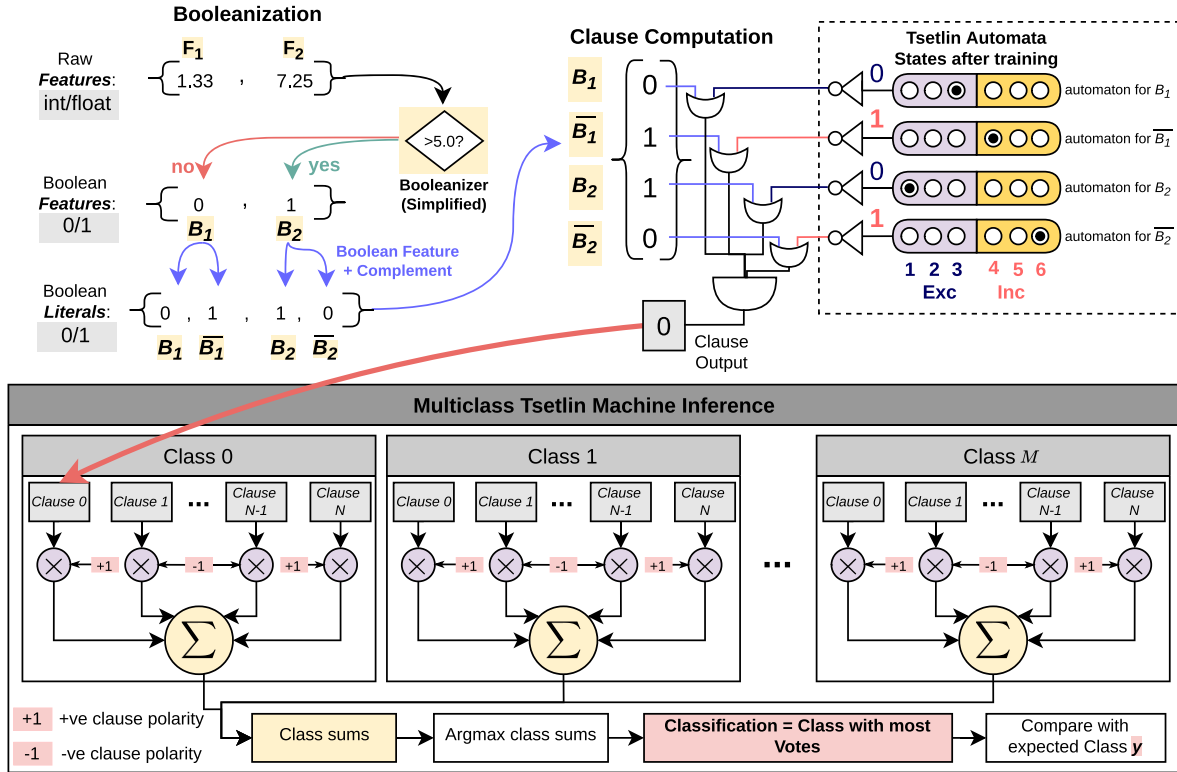 Booleanization
Raw
Features:
int/float
F1
F2
1.33 , 7.25
>5.0?
no
yes
Booleanizer
(Simplified)
Boolean
Features:
0/1
0 , 1
B1
B2
Boolean Feature
+ Complement
Boolean
Literals:
0/1
0 , 1 , 1 , 0
B1 B̅1̅ B2 B̅2̅
Clause Computation
B1 0
B̅1̅ 1
B2 1
B̅2̅ 0
0
Clause
Output
Tsetlin Automata
States after training
0 automaton for B1
1 automaton for B̅1̅
0 automaton for B2
1 automaton for B̅2̅
1 2 3 4 5 6
Exc Inc
Multiclass Tsetlin Machine Inference
Class 0
Clause 0 Clause 1 ... Clause N-1 Clause N
× +1 × -1 × +1 ×
∑
Class 1
Clause 0 Clause 1 ... Clause N-1 Clause N
× +1 × -1 × +1 ×
∑
...
Class M
Clause 0 Clause 1 ... Clause N-1 Clause N
× +1 × -1 × +1 ×
∑
+1 +ve clause polarity
-1 -ve clause polarity
Class sums
Argmax class sums
Classification = Class with most
Votes
Compare with
expected Class y